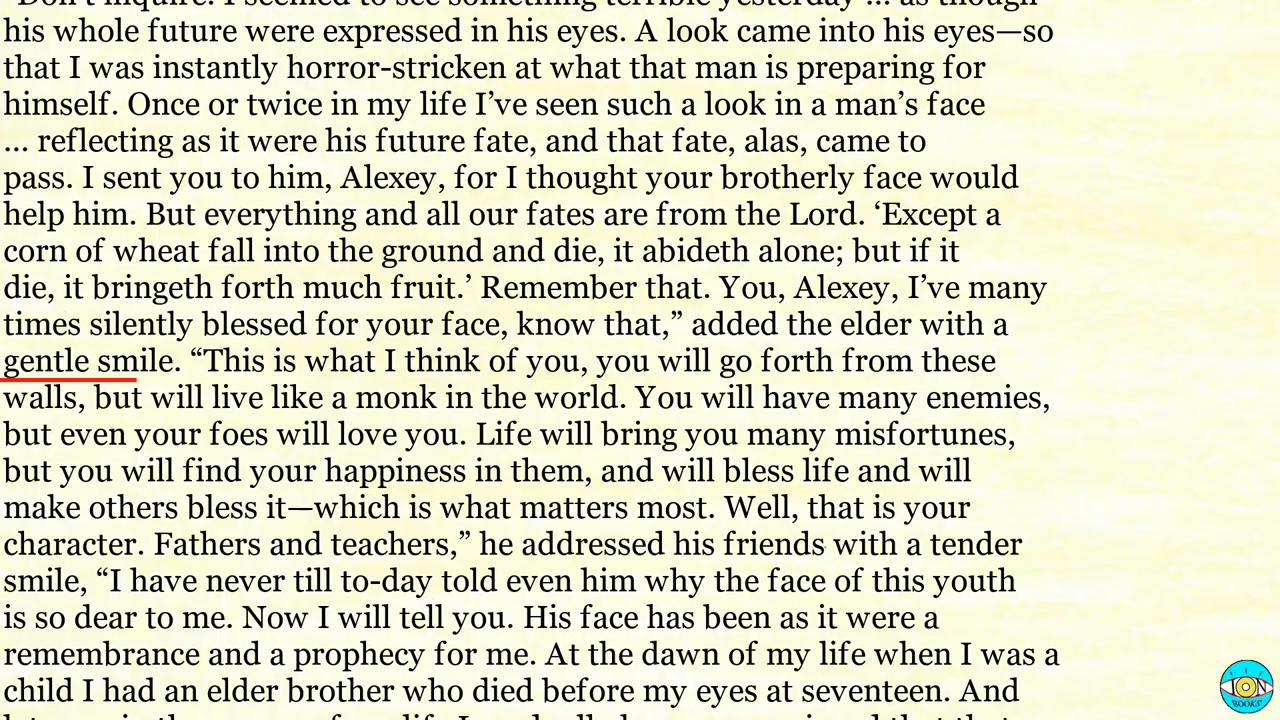 "Don't inquire. I seemed to see something terrible yesterday ... as though
his whole future were expressed in his eyes. A look came into his eyes—so
that I was instantly horror-stricken at what that man is preparing for
himself. Once or twice in my life I’ve seen such a look in a man’s face
... reflecting as it were his future fate, and that fate, alas, came to
pass. I sent you to him, Alexey, for I thought your brotherly face would
help him. But everything and all our fates are from the Lord. ‘Except a
corn of wheat fall into the ground and die, it abideth alone; but if it
die, it bringeth forth much fruit.’ Remember that. You, Alexey, I’ve many
times silently blessed for your face, know that,” added the elder with a
gentle smile. “This is what I think of you, you will go forth from these
walls, but will live like a monk in the world. You will have many enemies,
but even your foes will love you. Life will bring you many misfortunes,
but you will find your happiness in them, and will bless life and will
make others bless it—which is what matters most. Well, that is your
character. Fathers and teachers,” he addressed his friends with a tender
smile, “I have never till to-day told even him why the face of this youth
is so dear to me. Now I will tell you. His face has been as it were a
remembrance and a prophecy for me. At the dawn of my life when I was a
child I had an elder brother who died before my eyes at seventeen. And
ION
BOOKS